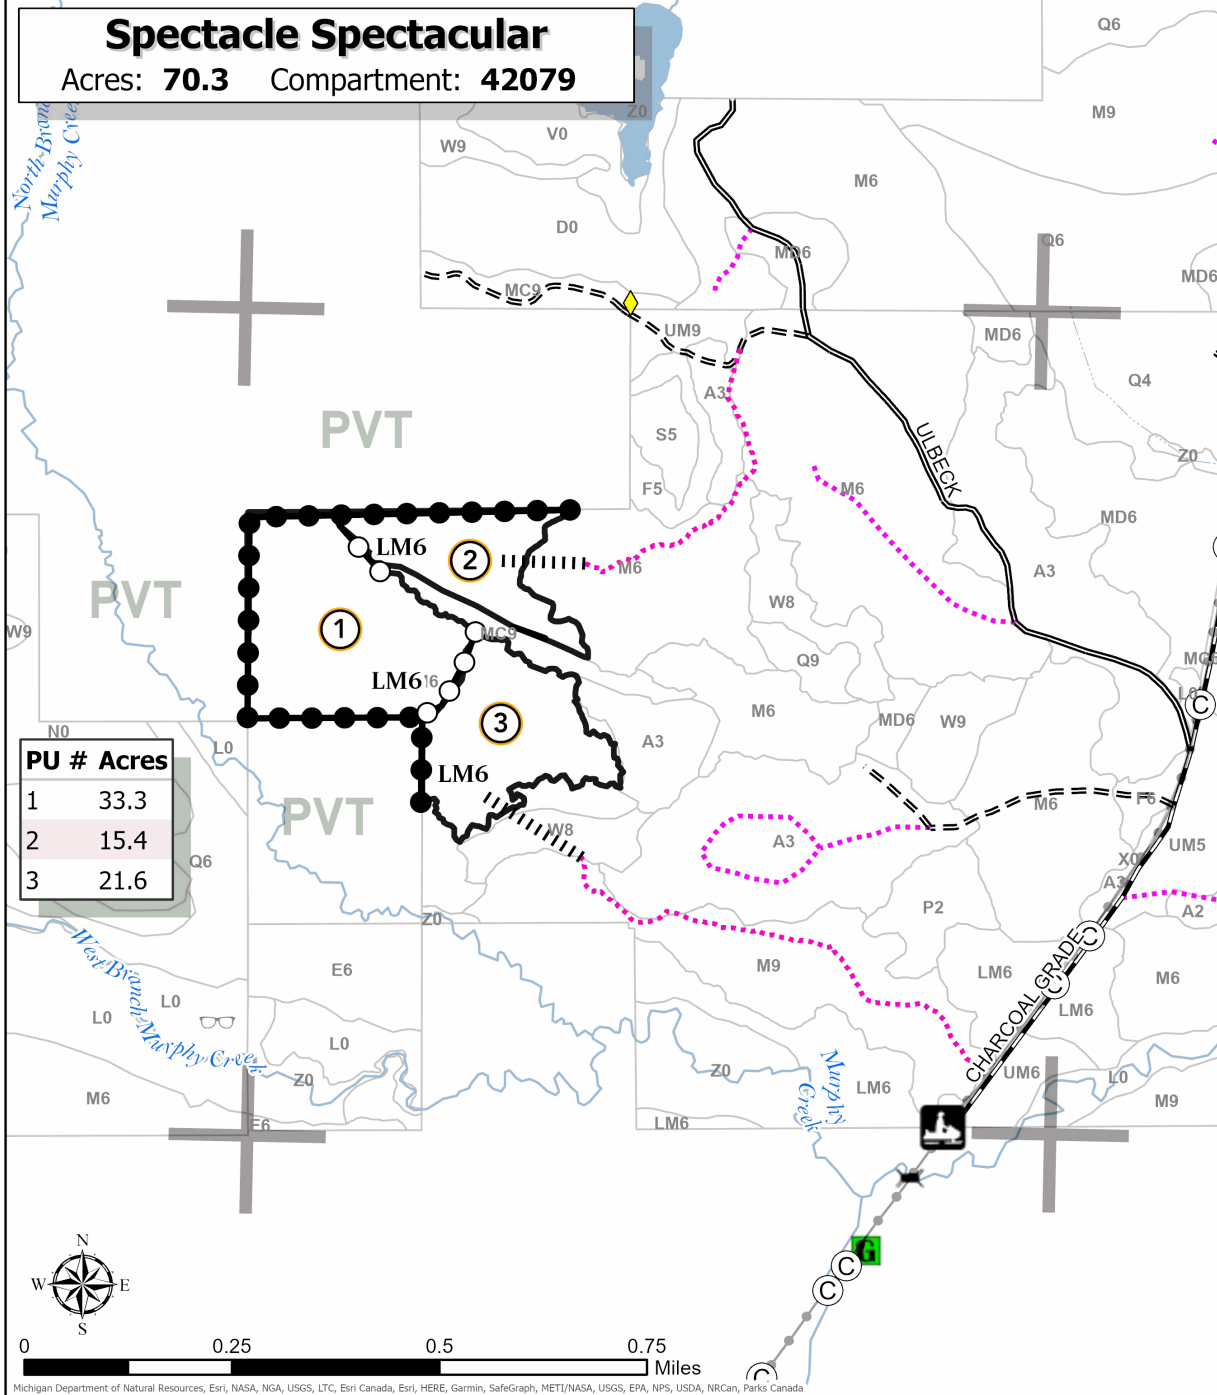 Spectacle Spectacular
Acres: 70.3 Compartment: 42079
Q6
Z0
M9
V0
W9
M6
D0
Q6
MD6
MD6
MC9
UM9
MD6
Q4
A3
PVT
S5
ULBECK
Z0
F5
M6
MD6
LM6
2
M6
A3
PVT
W8
1
W9
MC9
Q9
MC6
LM6
16
L0
C
M6
3
MD6
W9
N0
L0
A3
PU # Acres
LM6
1 33.3
M6
F6
PVT
W8
2 15.4
A3
UM5
Q6
X0
3 21.6
A3
P2
A2
Z0
C
North Branch
Murphy Creek
West Branch Murphy Creek
E6
M9
LM6
M6
CHARCOAL GRADE
C
L0
L0
LM6
L0
Z0
Z0
UM6
L0
M6
LM6
M9
Murphy
Creek
E6
LM6
G
C
C
N
W E
S
0 0.25 0.5 0.75
Miles
C
Michigan Department of Natural Resources, Esri, NASA, NGA, USGS, LTC, Esri Canada, Esri, HERE, Garmin, SafeGraph, METI/NASA, USGS, EPA, NPS, USDA, NRCan, Parks Canada